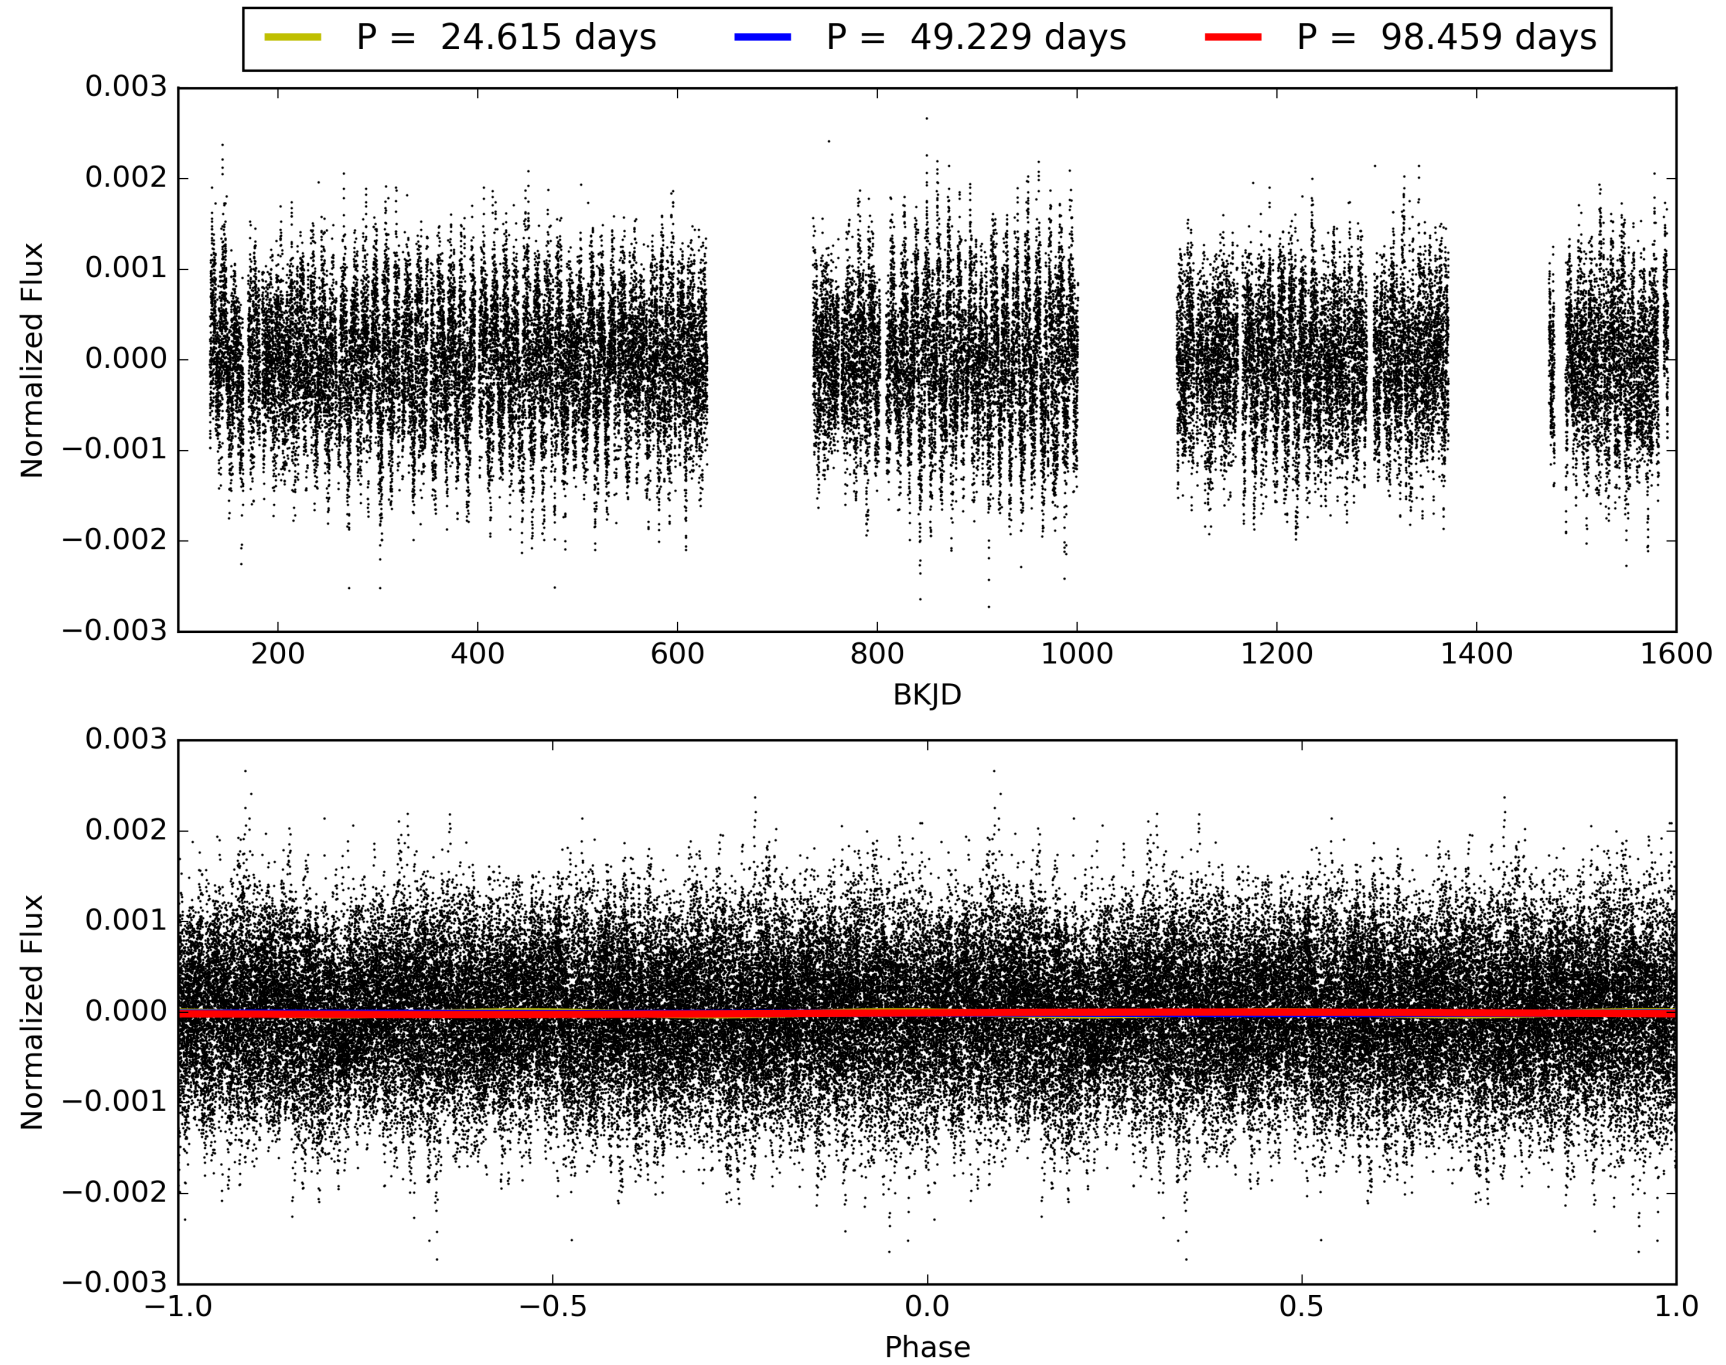 P = 24.615 days P = 49.229 days P = 98.459 days
0.003
0.002
0.001
0.000
−0.001
−0.002
−0.003
Normalized Flux
200 400 600 800 1000 1200 1400 1600
BKJD
0.003
0.002
0.001
0.000
−0.001
−0.002
−0.003
Normalized Flux
−1.0 −0.5 0.0 0.5 1.0
Phase